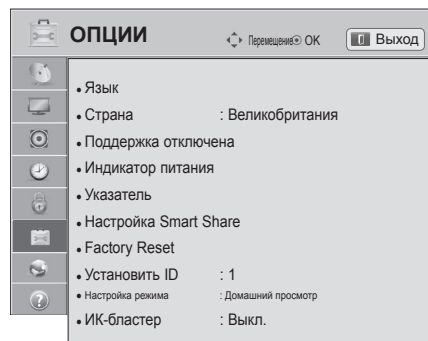 ОПЦИИ Перемещение OK Выход
• Язык
• Страна : Великобритания
• Поддержка отключена
• Индикатор питания
• Указатель
• Настройка Smart Share
• Factory Reset
• Установить ID : 1
• Настройка режима : Домашний просмотр
• ИК-бластер : Выкл.